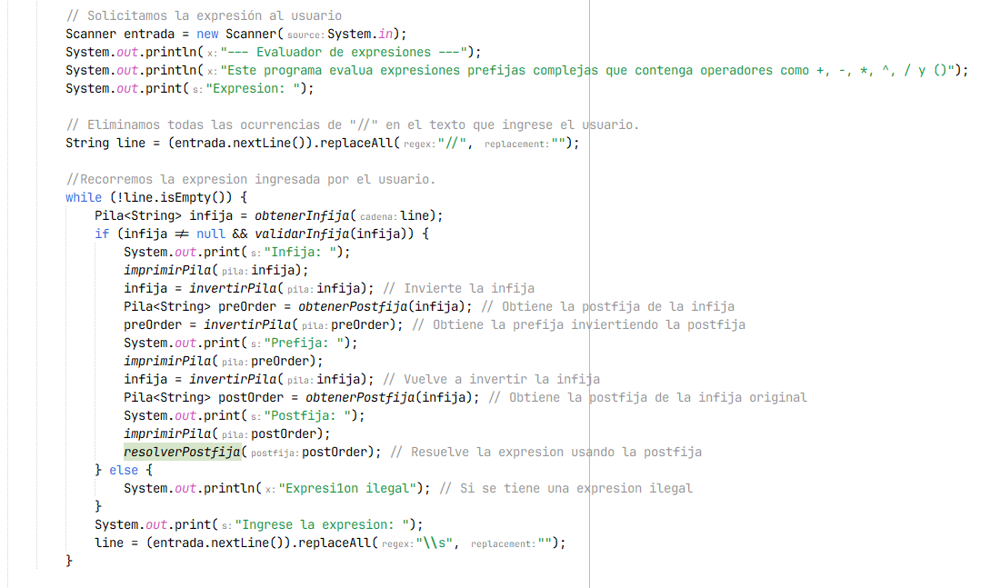 // Solicitamos la expresión al usuario
Scanner entrada = new Scanner( source: System.in);
System.out.println( x: "--- Evaluador de expresiones ---");
System.out.println( x: "Este programa evalua expresiones prefijas complejas que contenga operadores como +, -, *, ^, / y ()");
System.out.print( s: "Expresion: ");
// Eliminamos todas las ocurrencias de "//" en el texto que ingrese el usuario.
String line = (entrada.nextLine()).replaceAll( regex: "//", replacement: "");
//Recorremos la expresion ingresada por el usuario.
while (!line.isEmpty()) {
Pila<String> infija = obtenerInfija( cadena: line);
if (infija ≠ null && validarInfija(infija)) {
System.out.print( s: "Infija: ");
imprimirPila( pila: infija);
infija = invertirPila( pila: infija); // Invierte la infija
Pila<String> preOrder = obtenerPostfija(infija); // Obtiene la postfija de la infija
preOrder = invertirPila( pila: preOrder); // Obtiene la prefija inviertiendo la postfija
System.out.print( s: "Prefija: ");
imprimirPila( pila: preOrder);
infija = invertirPila( pila: infija); // Vuelve a invertir la infija
Pila<String> postOrder = obtenerPostfija(infija); // Obtiene la postfija de la infija original
System.out.print( s: "Postfija: ");
imprimirPila( pila: postOrder);
resolverPostfija( postfija: postOrder); // Resuelve la expresion usando la postfija
} else {
System.out.println( x: "Expresi1on ilegal"); // Si se tiene una expresion ilegal
}
System.out.print( s: "Ingrese la expresion: ");
line = (entrada.nextLine()).replaceAll( regex: "\\s", replacement: "");
}